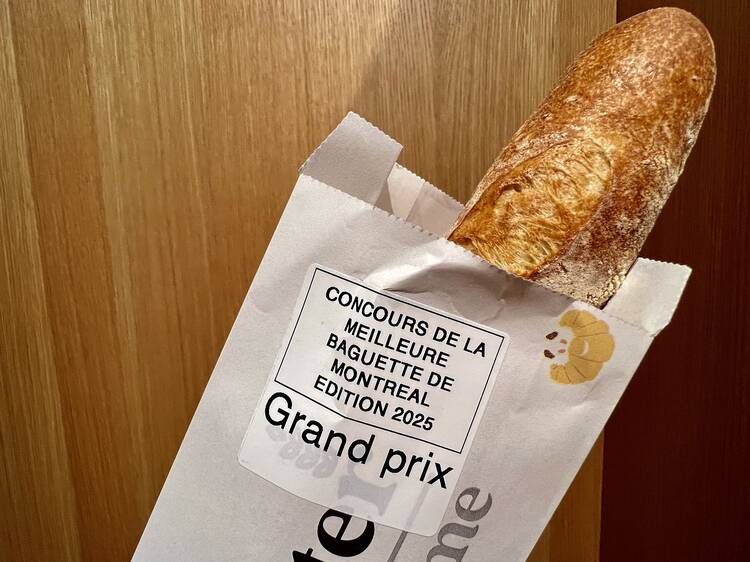 CONCOURS DE LA
MEILLEURE
BAGUETTE DE
MONTREAL
EDITION 2025
Grand prix